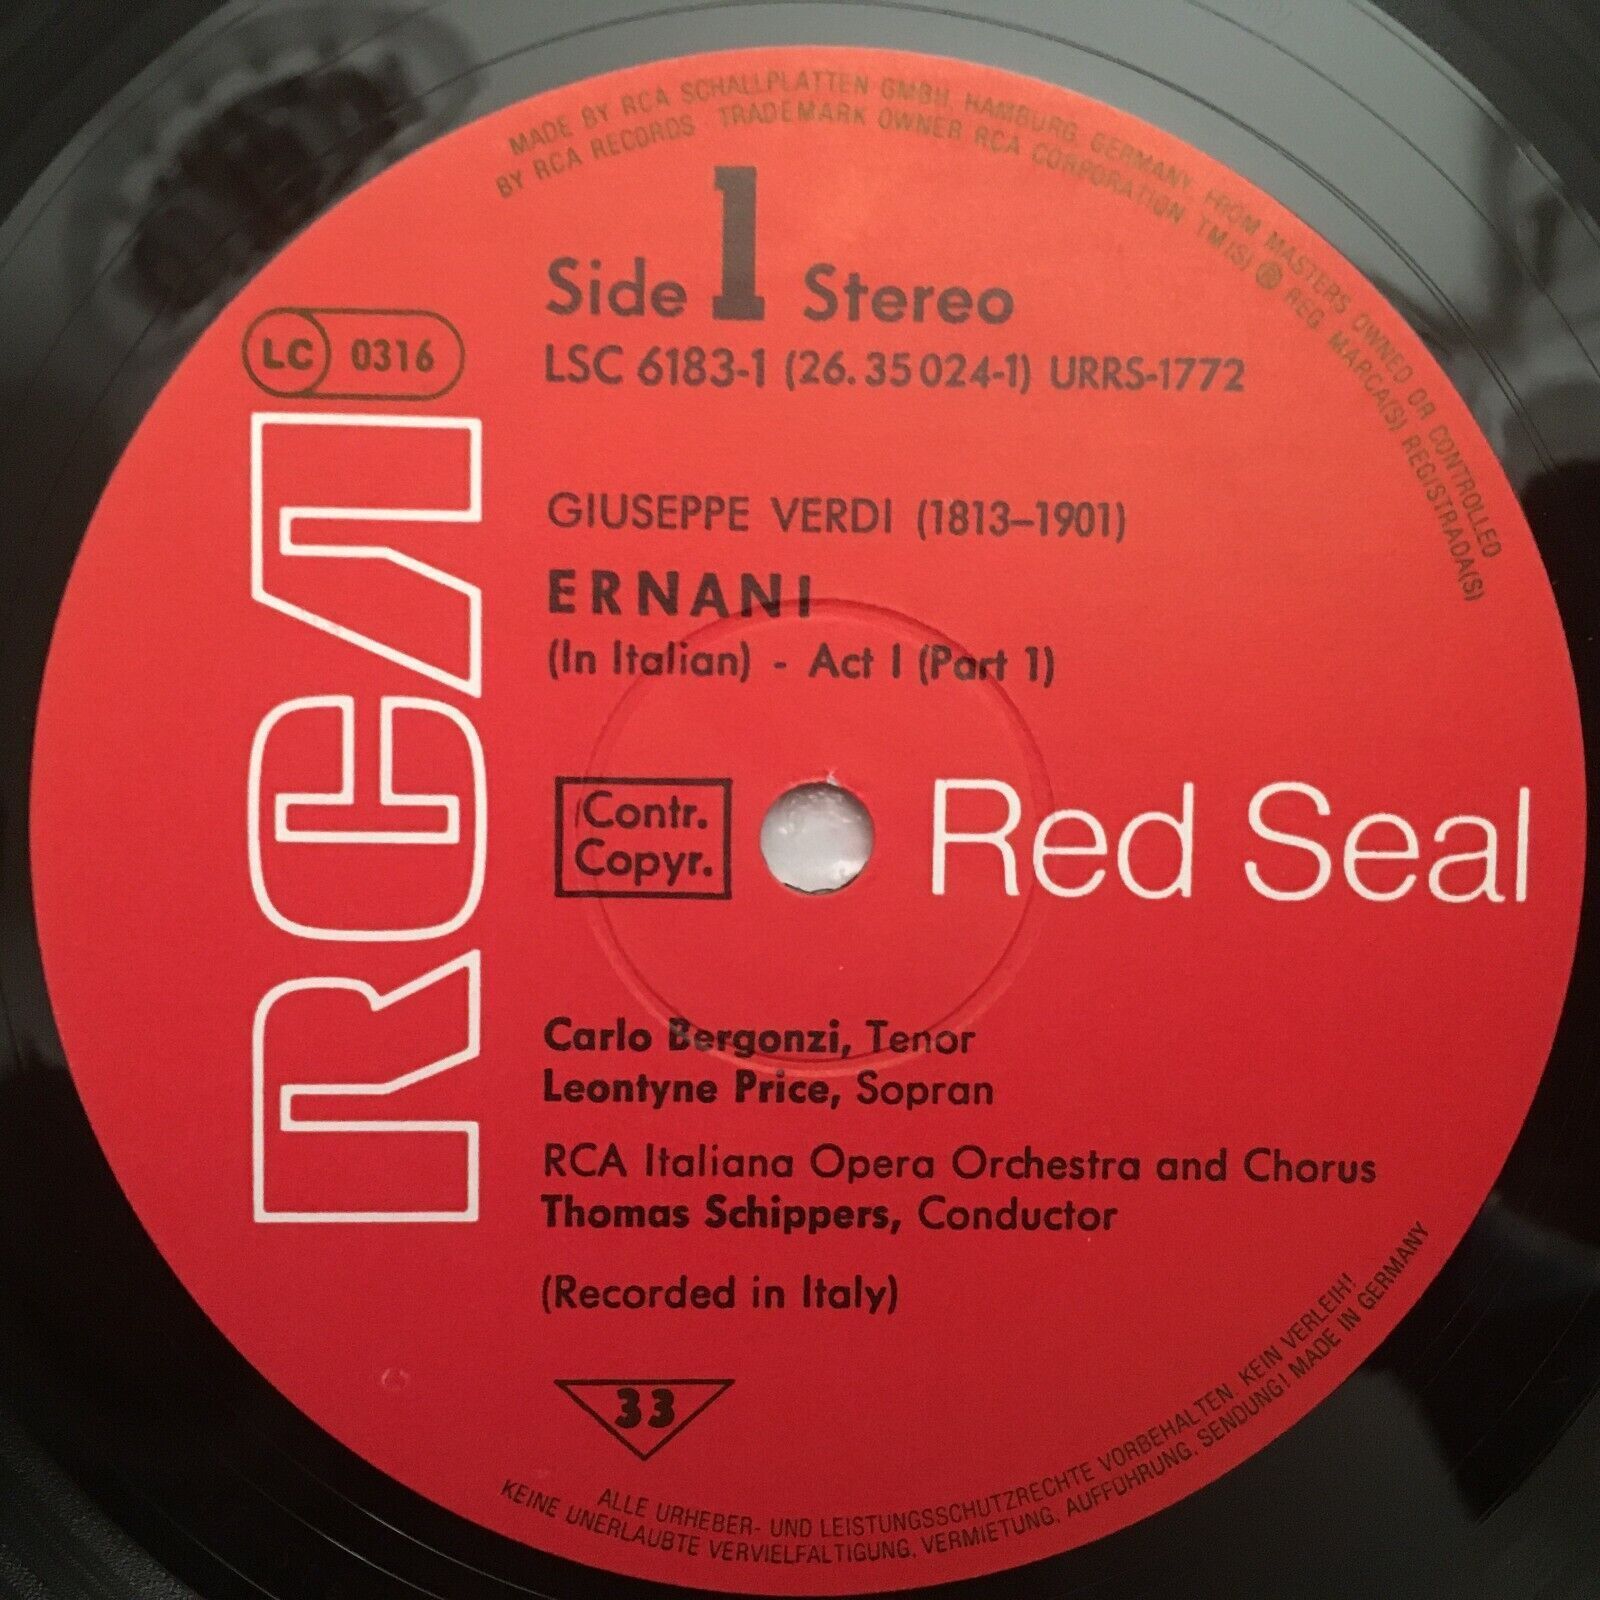 MADE BY RCA SCHALLPLATTEN GMBH, HAMBURG, GERMANY, FROM MASTERS OWNED OR CONTROLLED
BY RCA RECORDS TRADEMARK OWNER RCA CORPORATION TM(S) ® REG. MARCA(S) REGISTRADA(S)
Side 1 Stereo
LC 0316
LSC 6183-1 (26.35024-1) URRS-1772
RCA
GIUSEPPE VERDI (1813–1901)
ERNANI
(In Italian) - Act I (Part 1)
Contr.
Copyr.
Red Seal
Carlo Bergonzi, Tenor
Leontyne Price, Sopran
RCA Italiana Opera Orchestra and Chorus
Thomas Schippers, Conductor
(Recorded in Italy)
33
ALLE URHEBER- UND LEISTUNGSSCHUTZRECHTE VORBEHALTEN. KEIN VERLEIH!
KEINE UNERLAUBTE VERVIELFALTIGUNG, VERMIETUNG, AUFFÜHRUNG, SENDUNG! MADE IN GERMANY